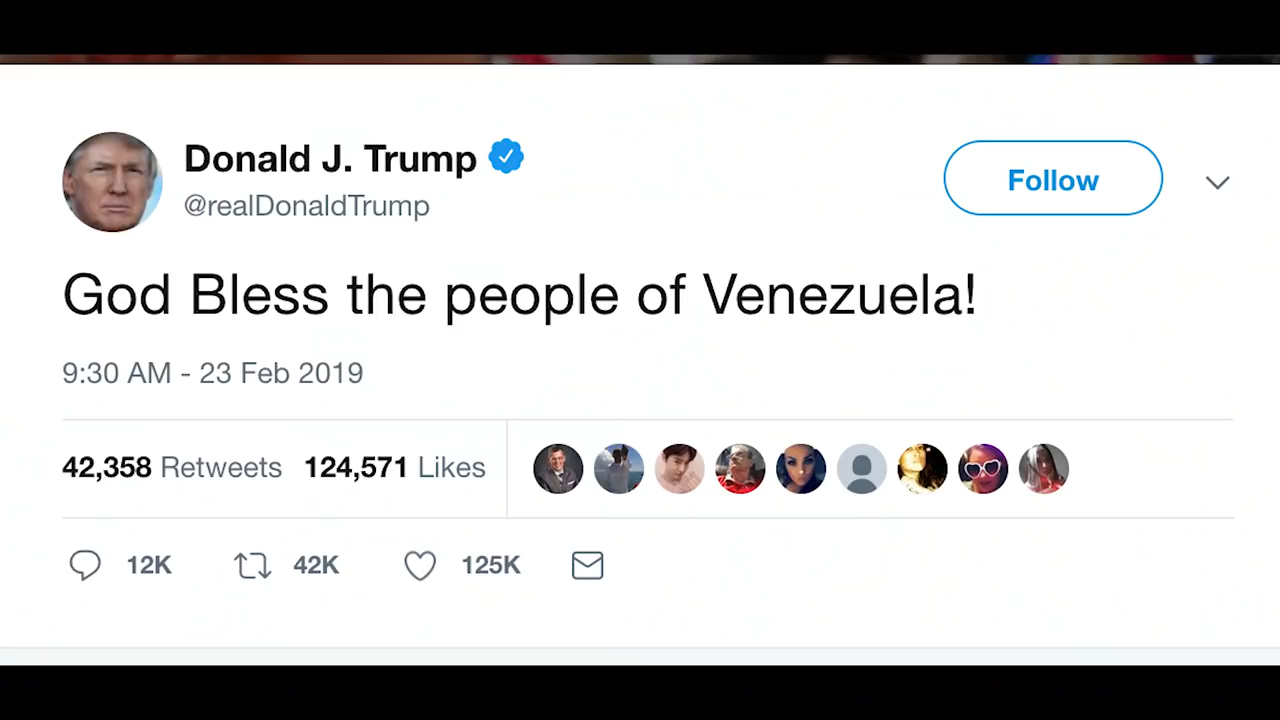 Donald J. Trump
Follow
@realDonaldTrump
God Bless the people of Venezuela!
9:30 AM - 23 Feb 2019
42,358 Retweets 124,571 Likes
12K 42K 125K